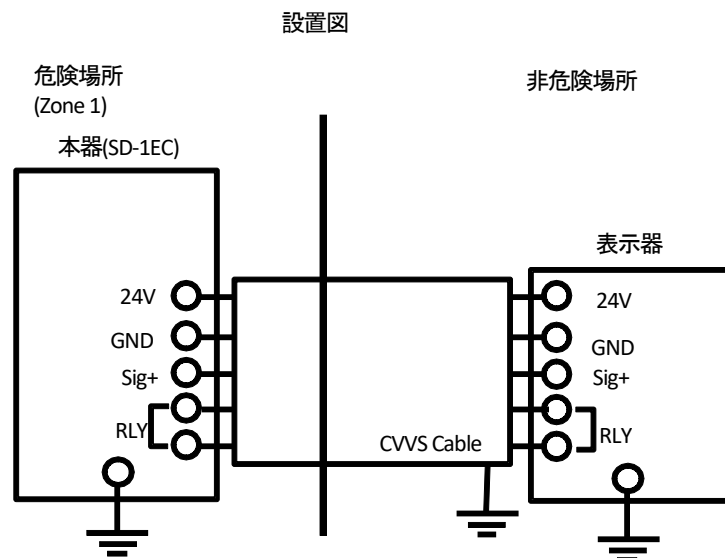 設置図
危険場所
(Zone 1)
非危険場所
本器(SD-1EC)
表示器
24V
GND
Sig+
RLY
CVVS Cable
24V
GND
Sig+
RLY